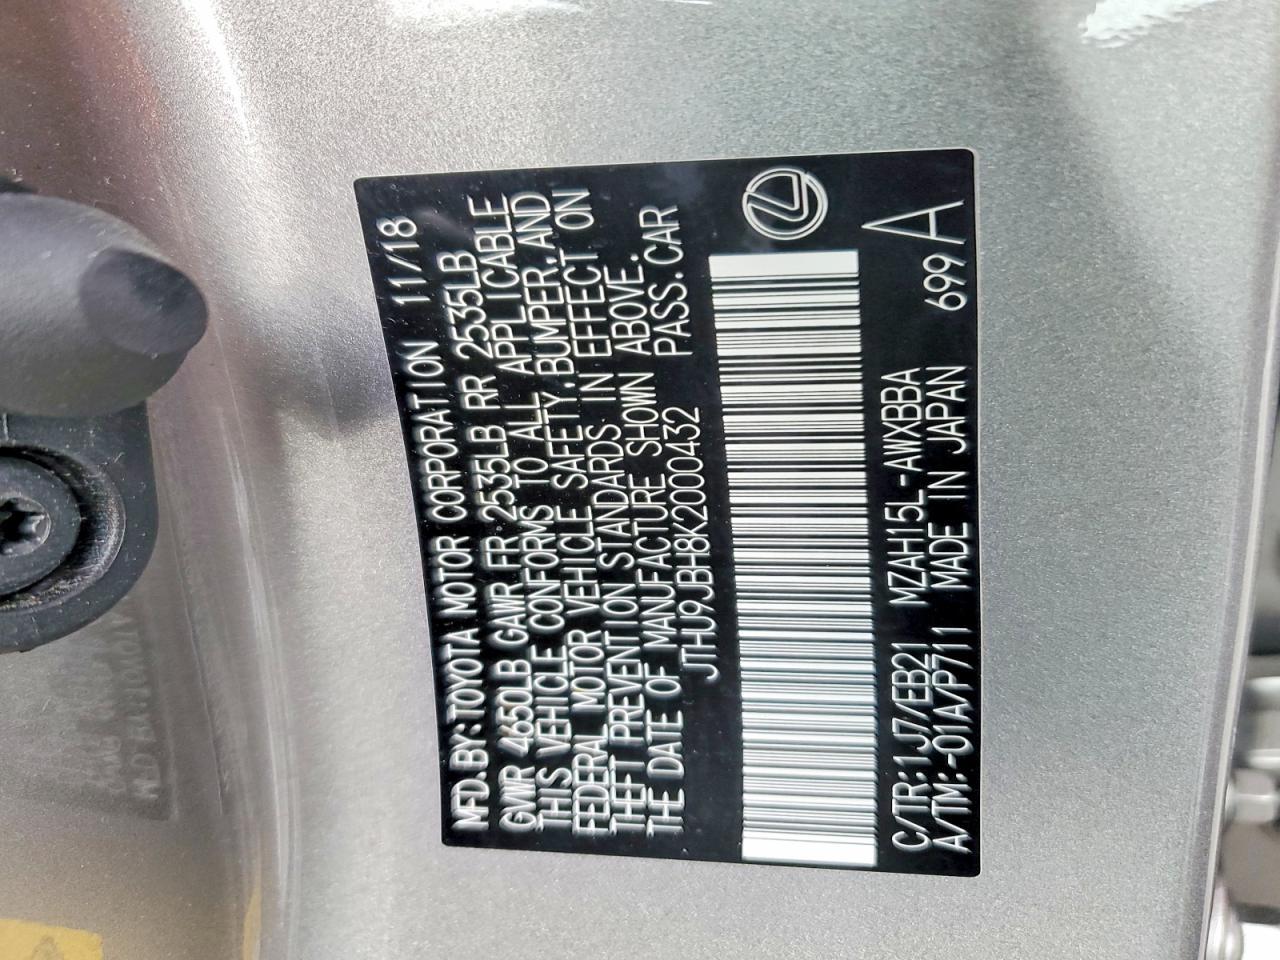 MFD.BY:TOYOTA MOTOR CORPORATION 11/18
GVWR 4650LB GAWR FR 2535LB RR 2535LB
THIS VEHICLE CONFORMS TO ALL APPLICABLE
FEDERAL MOTOR VEHICLE SAFETY,BUMPER,AND
THEFT PREVENTION STANDARDS IN EFFECT ON
THE DATE OF MANUFACTURE SHOWN ABOVE.
JTHU9JBH8K2000432 PASS.CAR
C/TR:1J7/EB21 MZAH15L-AWXBBA
A/TM:-01A/P711 MADE IN JAPAN 699A